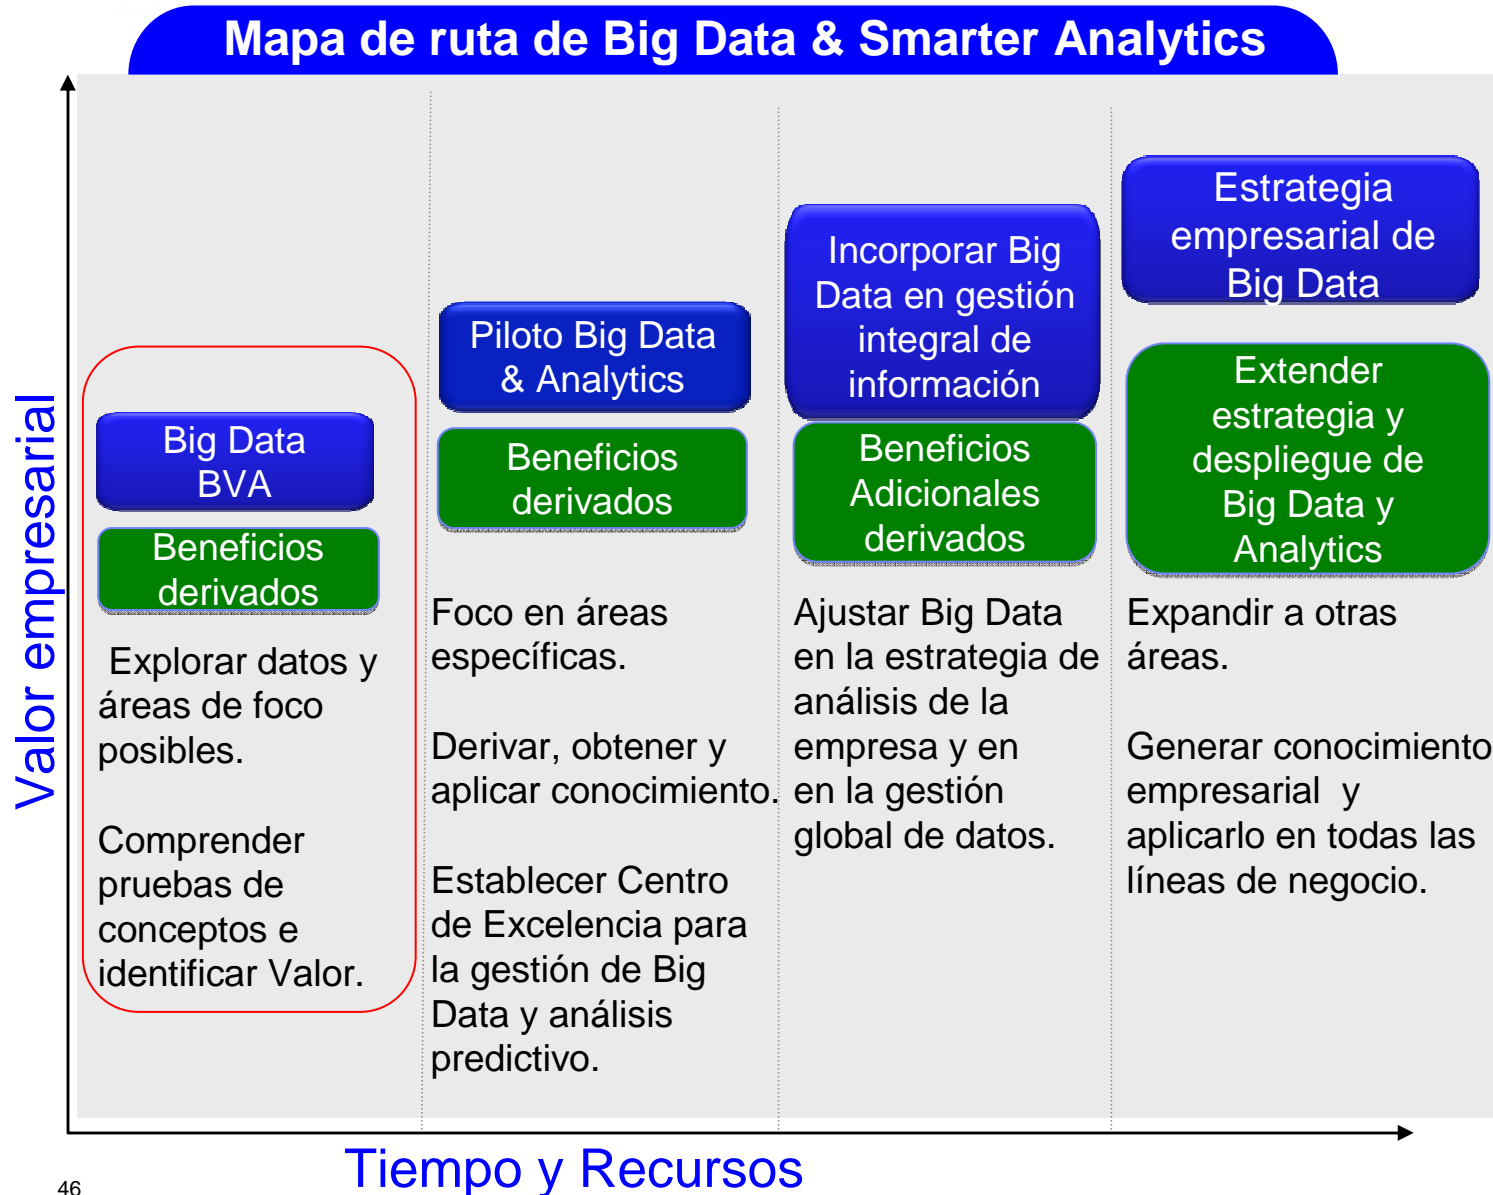 Mapa de ruta de Big Data & Smarter Analytics
Valor empresarial
Big Data
BVA
Beneficios
derivados
Explorar datos y
áreas de foco
posibles.
Comprender
pruebas de
conceptos e
identificar Valor.
Piloto Big Data
& Analytics
Beneficios
derivados
Foco en áreas
específicas.
Derivar, obtener y
aplicar conocimiento.
Establecer Centro
de Excelencia para
la gestión de Big
Data y análisis
predictivo.
Incorporar Big
Data en gestión
integral de
información
Beneficios
Adicionales
derivados
Ajustar Big Data
en la estrategia de
análisis de la
empresa y en
en la gestión
global de datos.
Estrategia
empresarial de
Big Data
Extender
estrategia y
despliegue de
Big Data y
Analytics
Expandir a otras
áreas.
Generar conocimiento
empresarial y
aplicarlo en todas las
líneas de negocio.
Tiempo y Recursos
46